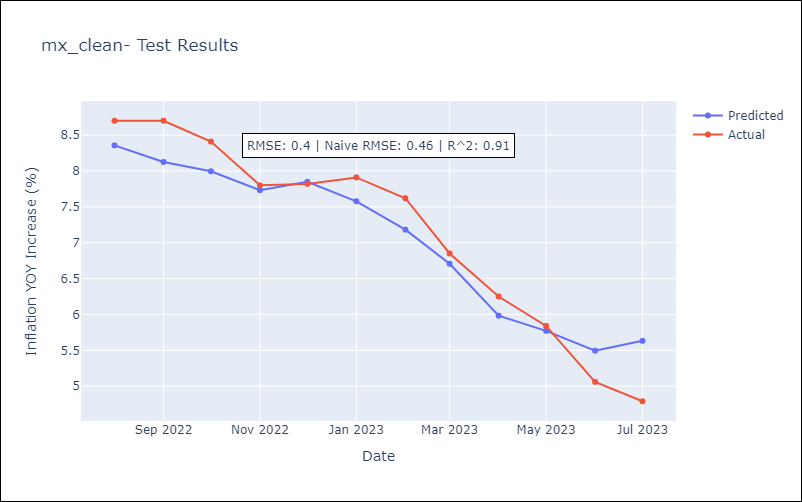 mx_clean- Test Results
Predicted
Actual
RMSE: 0.4 | Naive RMSE: 0.46 | R^2: 0.91
Inflation YOY Increase (%)
8.5
8
7.5
7
6.5
6
5.5
5
Sep 2022
Nov 2022
Jan 2023
Mar 2023
May 2023
Jul 2023
Date